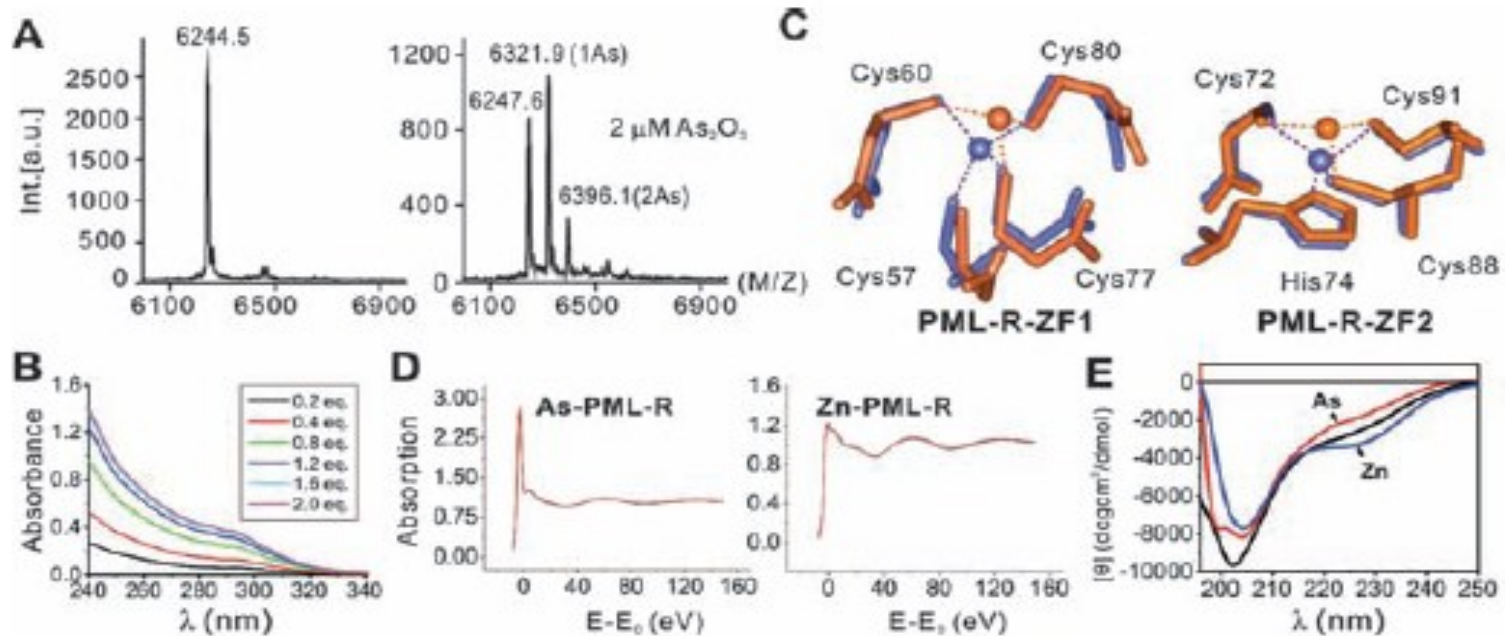 A
6244.5
2500
2000
1500
1000
500
0
Int.[a.u.]
6100 6500 6900
1200
800
400
0
6321.9 (1As)
6247.6
2 μM As₂O₃
6396.1(2As)
(M/Z)
6100 6500 6900
C
Cys60
Cys80
Cys57
Cys77
PML-R-ZF1
Cys72
Cys91
His74
Cys88
PML-R-ZF2
B
1.6
1.2
0.8
0.4
0.0
Absorbance
0.2 eq.
0.4 eq.
0.8 eq.
1.2 eq.
1.6 eq.
2.0 eq.
240 260 280 300 320 340
λ (nm)
D
3.00
2.25
1.50
0.75
0.00
Absorption
As-PML-R
0 40 80 120 160
E-E₀ (eV)
1.6
1.2
0.8
0.4
0.0
Zn-PML-R
0 40 80 120 160
E-E₀ (eV)
E
0
-2000
-4000
-6000
-8000
-10000
As
Zn
200 210 220 230 240 250
λ (nm)